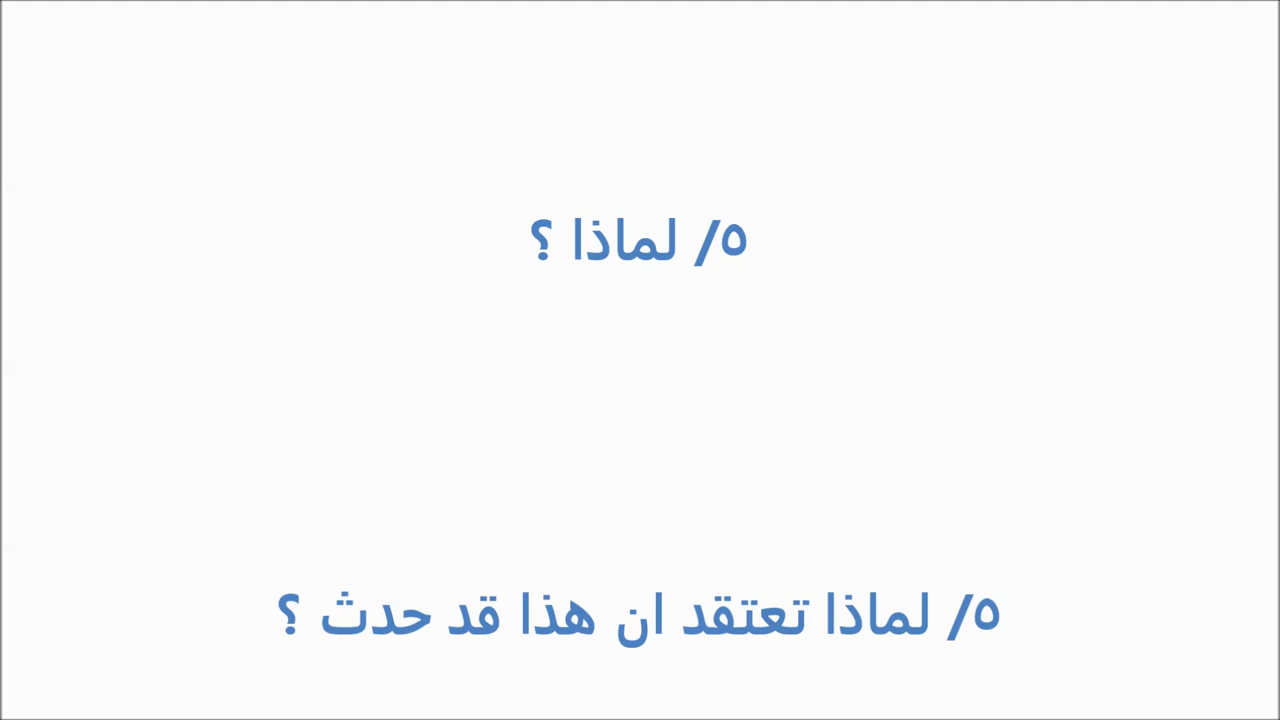 ٥/ لماذا ؟
٥/ لماذا تعتقد ان هذا قد حدث ؟